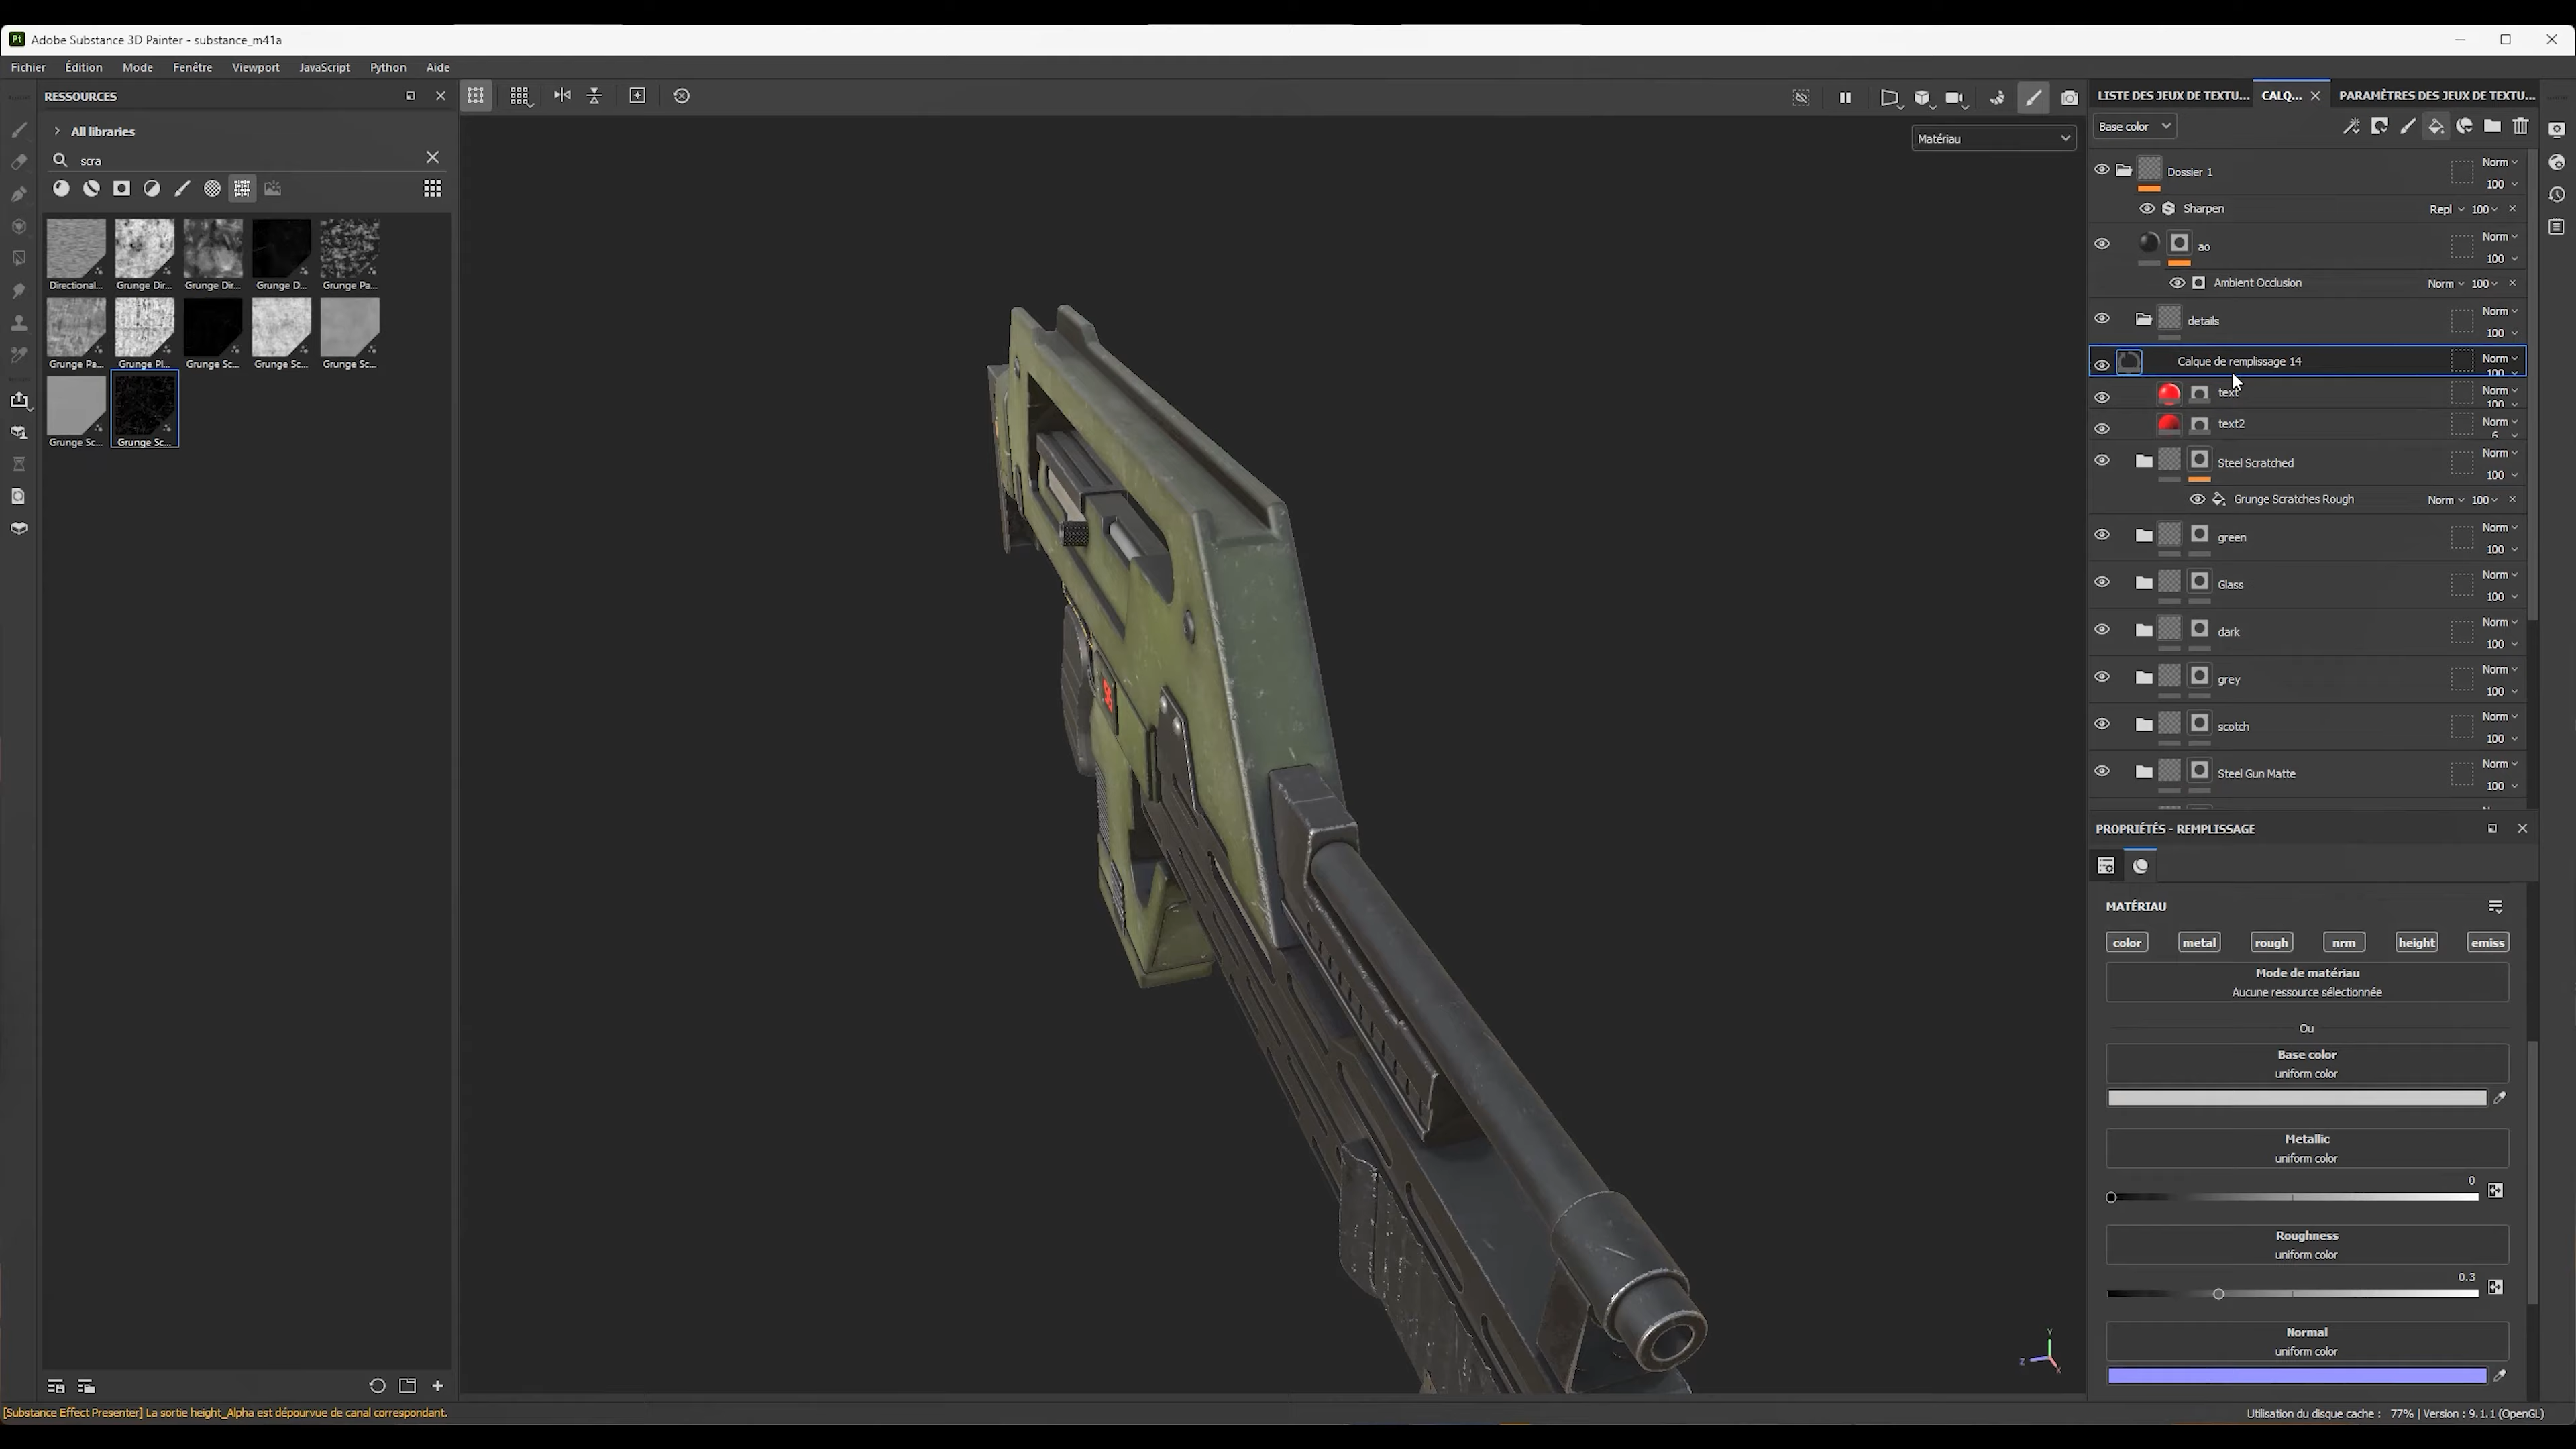 Pt Adobe Substance 3D Painter - substance_m41a
Fichier Édition Mode Fenêtre Viewport JavaScript Python Aide
RESSOURCES
All libraries
scra
Directional... Grunge Dir... Grunge Dir... Grunge D... Grunge Pa...
Grunge Pa... Grunge Pl... Grunge Sc... Grunge Sc... Grunge Sc...
Grunge Sc... Grunge Sc...
Matériau
Y
Z
X
LISTE DES JEUX DE TEXTU... CALQ... PARAMÈTRES DES JEUX DE TEXTU...
Base color
Dossier 1 Norm
100
Sharpen Repl 100
ao Norm
100
Ambient Occlusion Norm 100
details Norm
100
Calque de remplissage 14 Norm
100
text Norm
100
text2 Norm
6
Steel Scratched Norm
100
Grunge Scratches Rough Norm 100
green Norm
100
Glass Norm
100
dark Norm
100
grey Norm
100
scotch Norm
100
Steel Gun Matte Norm
100
PROPRIÉTÉS - REMPLISSAGE
MATÉRIAU
color metal rough nrm height emiss
Mode de matériau
Aucune ressource sélectionnée
Ou
Base color
uniform color
Metallic
uniform color
0
Roughness
uniform color
0.3
Normal
uniform color
[Substance Effect Presenter] La sortie height_Alpha est dépourvue de canal correspondant.
Utilisation du disque cache : 77% | Version : 9.1.1 (OpenGL)